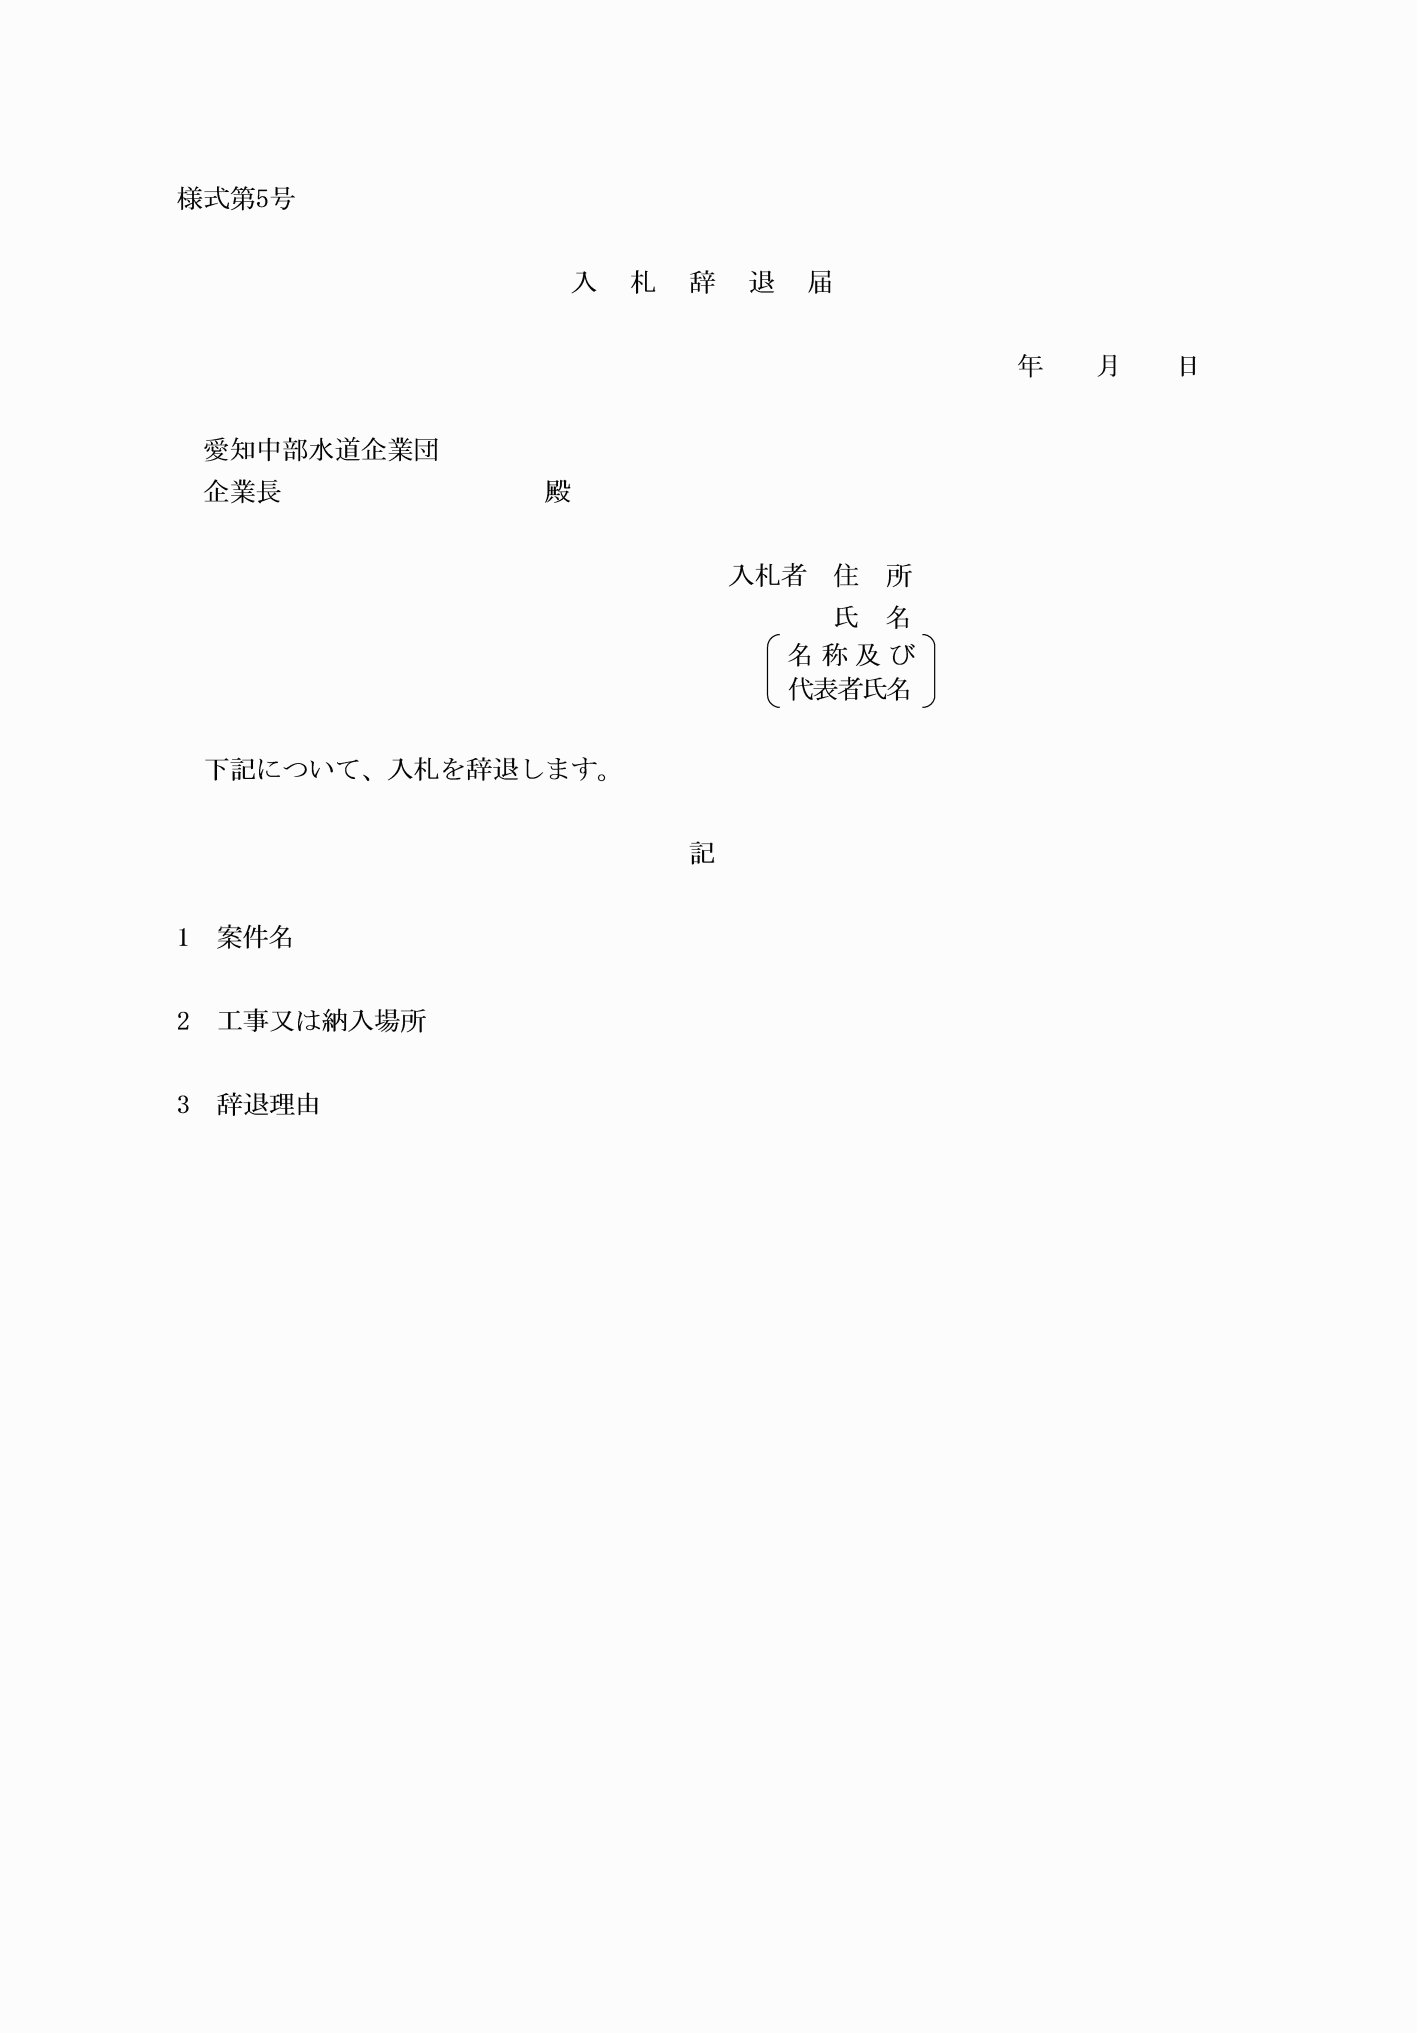 様式第5号
入　札　辞　退　届
年　　月　　日
愛知中部水道企業団
企業長　　　　　　　　　　殿
入札者　住　所
氏　名
名 称 及 び
代表者氏名
下記について、入札を辞退します。
記
1　案件名
2　工事又は納入場所
3　辞退理由